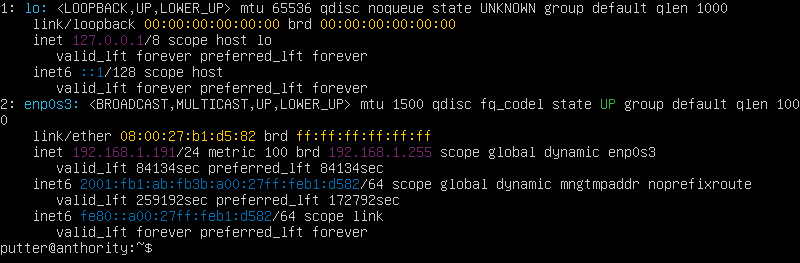 1: lo: <LOOPBACK,UP,LOWER_UP> mtu 65536 qdisc noqueue state UNKNOWN group default qlen 1000
    link/loopback 00:00:00:00:00:00 brd 00:00:00:00:00:00
    inet 127.0.0.1/8 scope host lo
       valid_lft forever preferred_lft forever
    inet6 ::1/128 scope host
       valid_lft forever preferred_lft forever
2: enp0s3: <BROADCAST,MULTICAST,UP,LOWER_UP> mtu 1500 qdisc fq_codel state UP group default qlen 100
0
    link/ether 08:00:27:b1:d5:82 brd ff:ff:ff:ff:ff:ff
    inet 192.168.1.191/24 metric 100 brd 192.168.1.255 scope global dynamic enp0s3
       valid_lft 84134sec preferred_lft 84134sec
    inet6 2001:fb1:ab:fb3b:a00:27ff:feb1:d582/64 scope global dynamic mngtmpaddr noprefixroute
       valid_lft 259192sec preferred_lft 172792sec
    inet6 fe80::a00:27ff:feb1:d582/64 scope link
       valid_lft forever preferred_lft forever
putter@anthority:~$